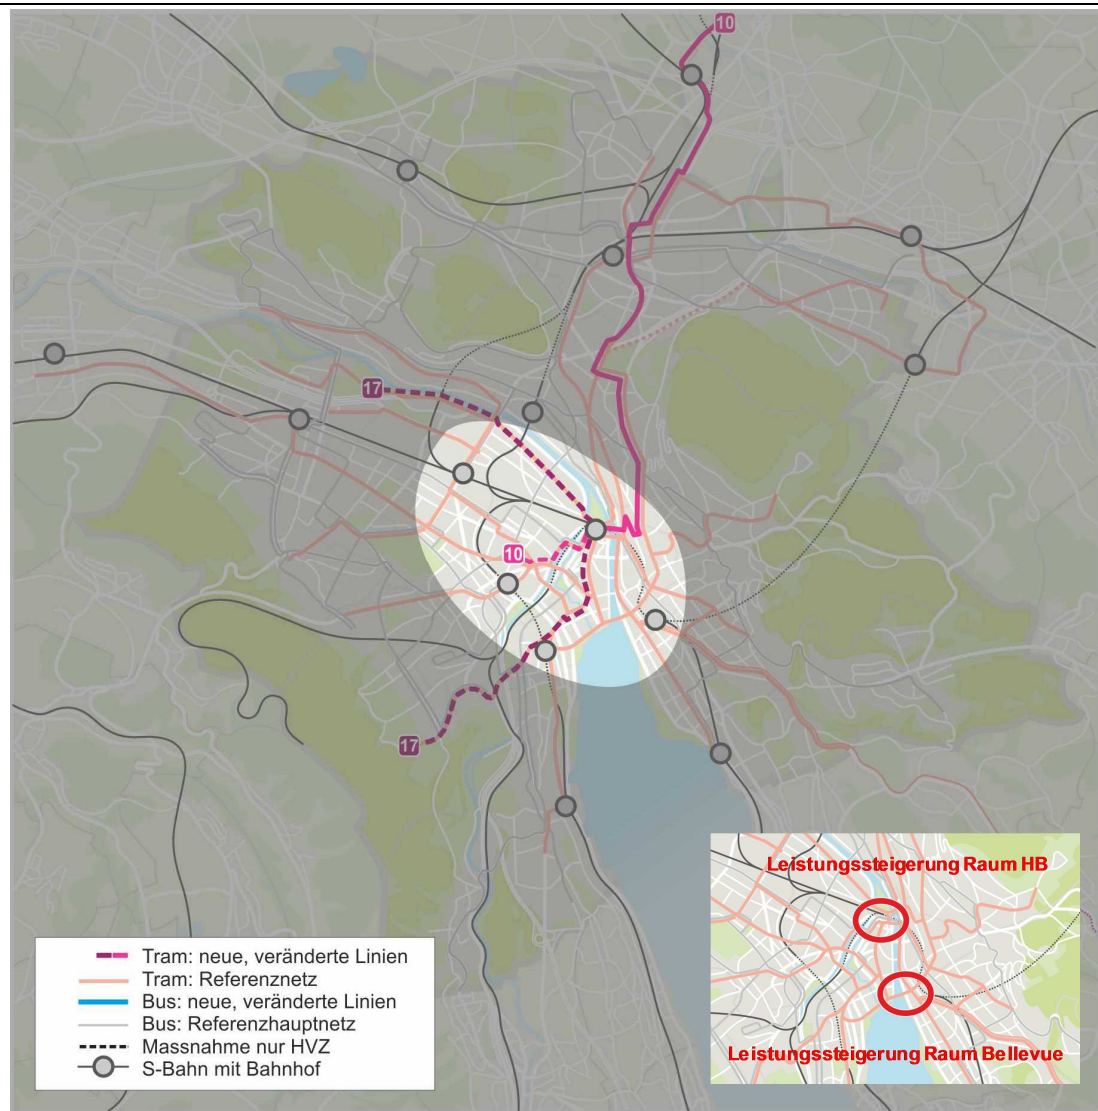 10
17
10
17
Leistungssteigerung Raum HB
Leistungssteigerung Raum Bellevue
Tram: neue, veränderte Linien
Tram: Referenznetz
Bus: neue, veränderte Linien
Bus: Referenzhauptnetz
Massnahme nur HVZ
S-Bahn mit Bahnhof